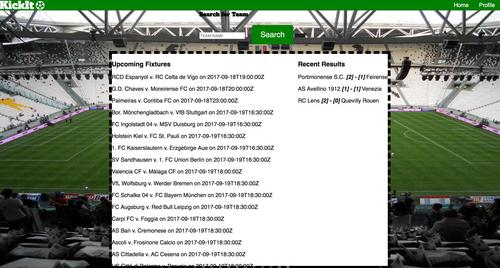 KickIt
Home Profile
Search for Team
TEAM NAME Search
Upcoming Fixtures
RCD Espanyol v. RC Celta de Vigo on 2017-09-18T19:00:00Z
G.D. Chaves v. Moreirense FC on 2017-09-18T20:00:00Z
Palmeiras v. Coritiba FC on 2017-09-18T23:00:00Z
Bor. Mönchengladbach v. VfB Stuttgart on 2017-09-19T16:30:00Z
FC Ingolstadt 04 v. MSV Duisburg on 2017-09-19T16:30:00Z
Holstein Kiel v. FC St. Pauli on 2017-09-19T16:30:00Z
1. FC Kaiserslautern v. Erzgebirge Aue on 2017-09-19T16:30:00Z
SV Sandhausen v. 1. FC Union Berlin on 2017-09-19T16:30:00Z
Valencia CF v. Málaga CF on 2017-09-19T18:00:00Z
VfL Wolfsburg v. Werder Bremen on 2017-09-19T18:30:00Z
FC Schalke 04 v. FC Bayern München on 2017-09-19T18:30:00Z
FC Augsburg v. Red Bull Leipzig on 2017-09-19T18:30:00Z
Carpi FC v. Foggia on 2017-09-19T18:30:00Z
AS Bari v. Cremonese on 2017-09-19T18:30:00Z
Ascoli v. Frosinone Calcio on 2017-09-19T18:30:00Z
AS Cittadella v. AC Cesena on 2017-09-19T18:30:00Z
Recent Results
Portimonense S.C. [2] - [1] Feirense
AS Avellino 1912 [1] - [1] Venezia
RC Lens [2] - [0] Quevilly Rouen